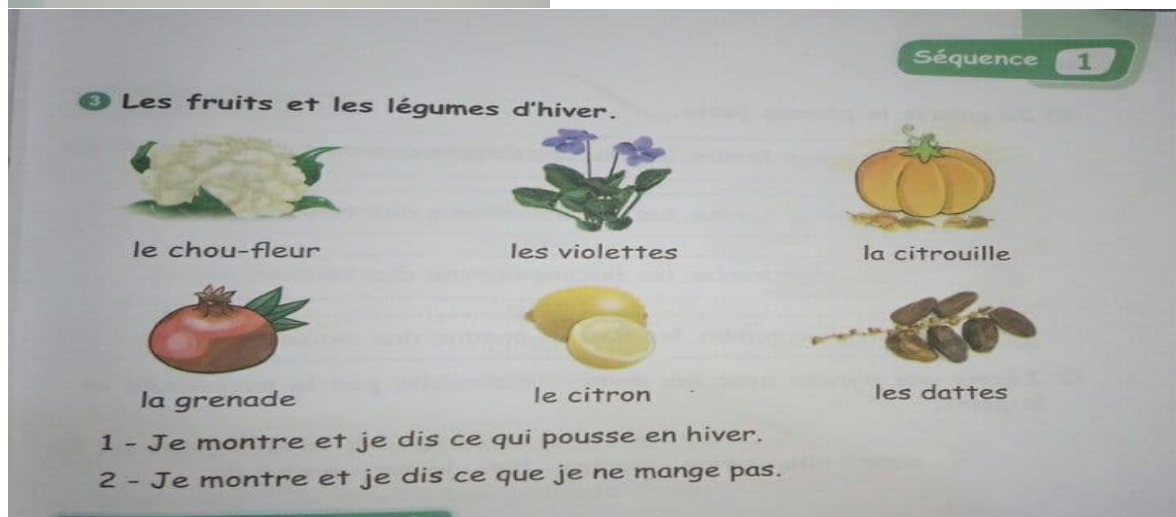 Séquence 1
3 Les fruits et les légumes d'hiver.
le chou-fleur les violettes la citrouille
la grenade le citron les dattes
1 - Je montre et je dis ce qui pousse en hiver.
2 - Je montre et je dis ce que je ne mange pas.